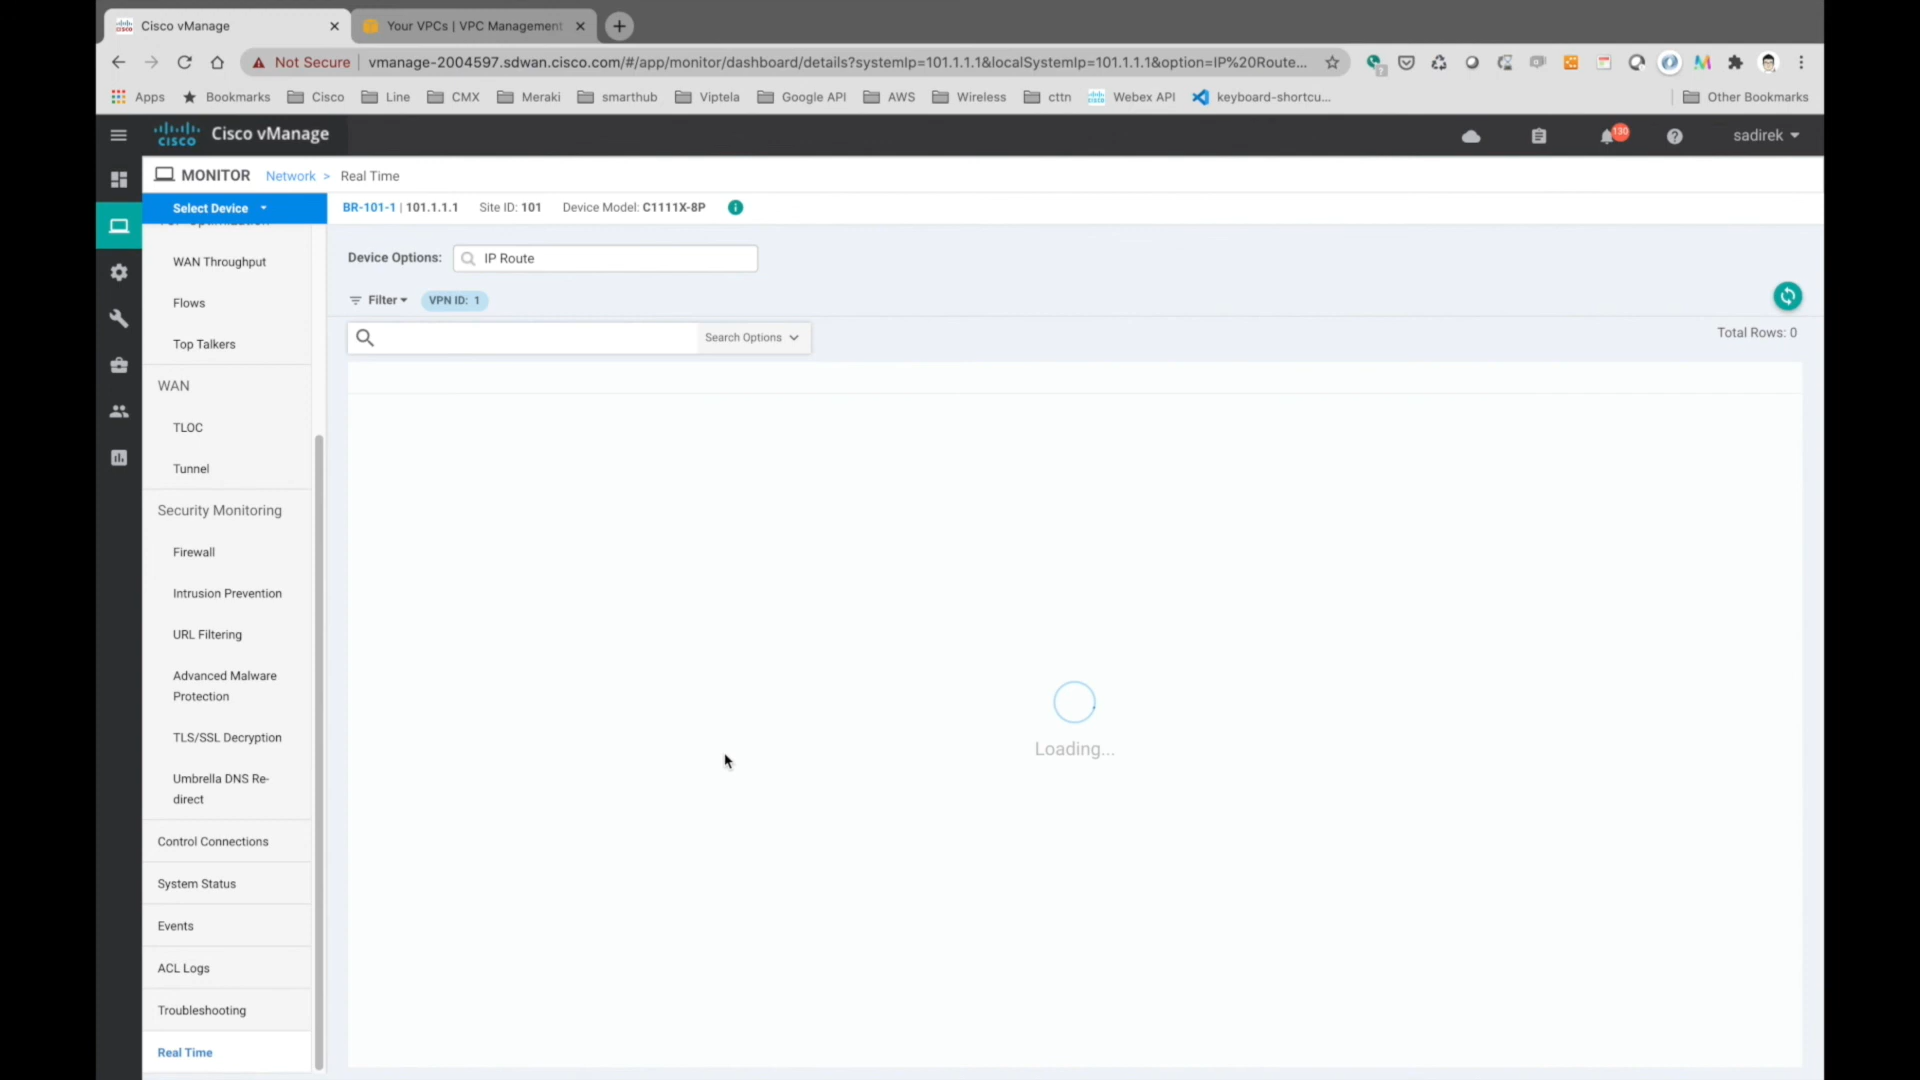 Cisco vManage
Your VPCs | VPC Management
Not Secure
vmanage-2004597.sdwan.cisco.com/#/app/monitor/dashboard/details?systemIp=101.1.1.1&localSystemIp=101.1.1.1&option=IP%20Route...
Apps
Bookmarks
Cisco
Line
CMX
Meraki
smarthub
Viptela
Google API
AWS
Wireless
cttn
Webex API
keyboard-shortcu...
Other Bookmarks
CISCO
Cisco vManage
130
sadirek
MONITOR
Network > Real Time
Select Device
BR-101-1 | 101.1.1.1
Site ID: 101
Device Model: C1111X-8P
Device Options:
IP Route
Filter
VPN ID: 1
Search Options
Total Rows: 0
WAN Throughput
Flows
Top Talkers
WAN
TLOC
Tunnel
Security Monitoring
Firewall
Intrusion Prevention
URL Filtering
Advanced Malware
Protection
TLS/SSL Decryption
Umbrella DNS Re-
direct
Control Connections
System Status
Events
ACL Logs
Troubleshooting
Real Time
Loading...